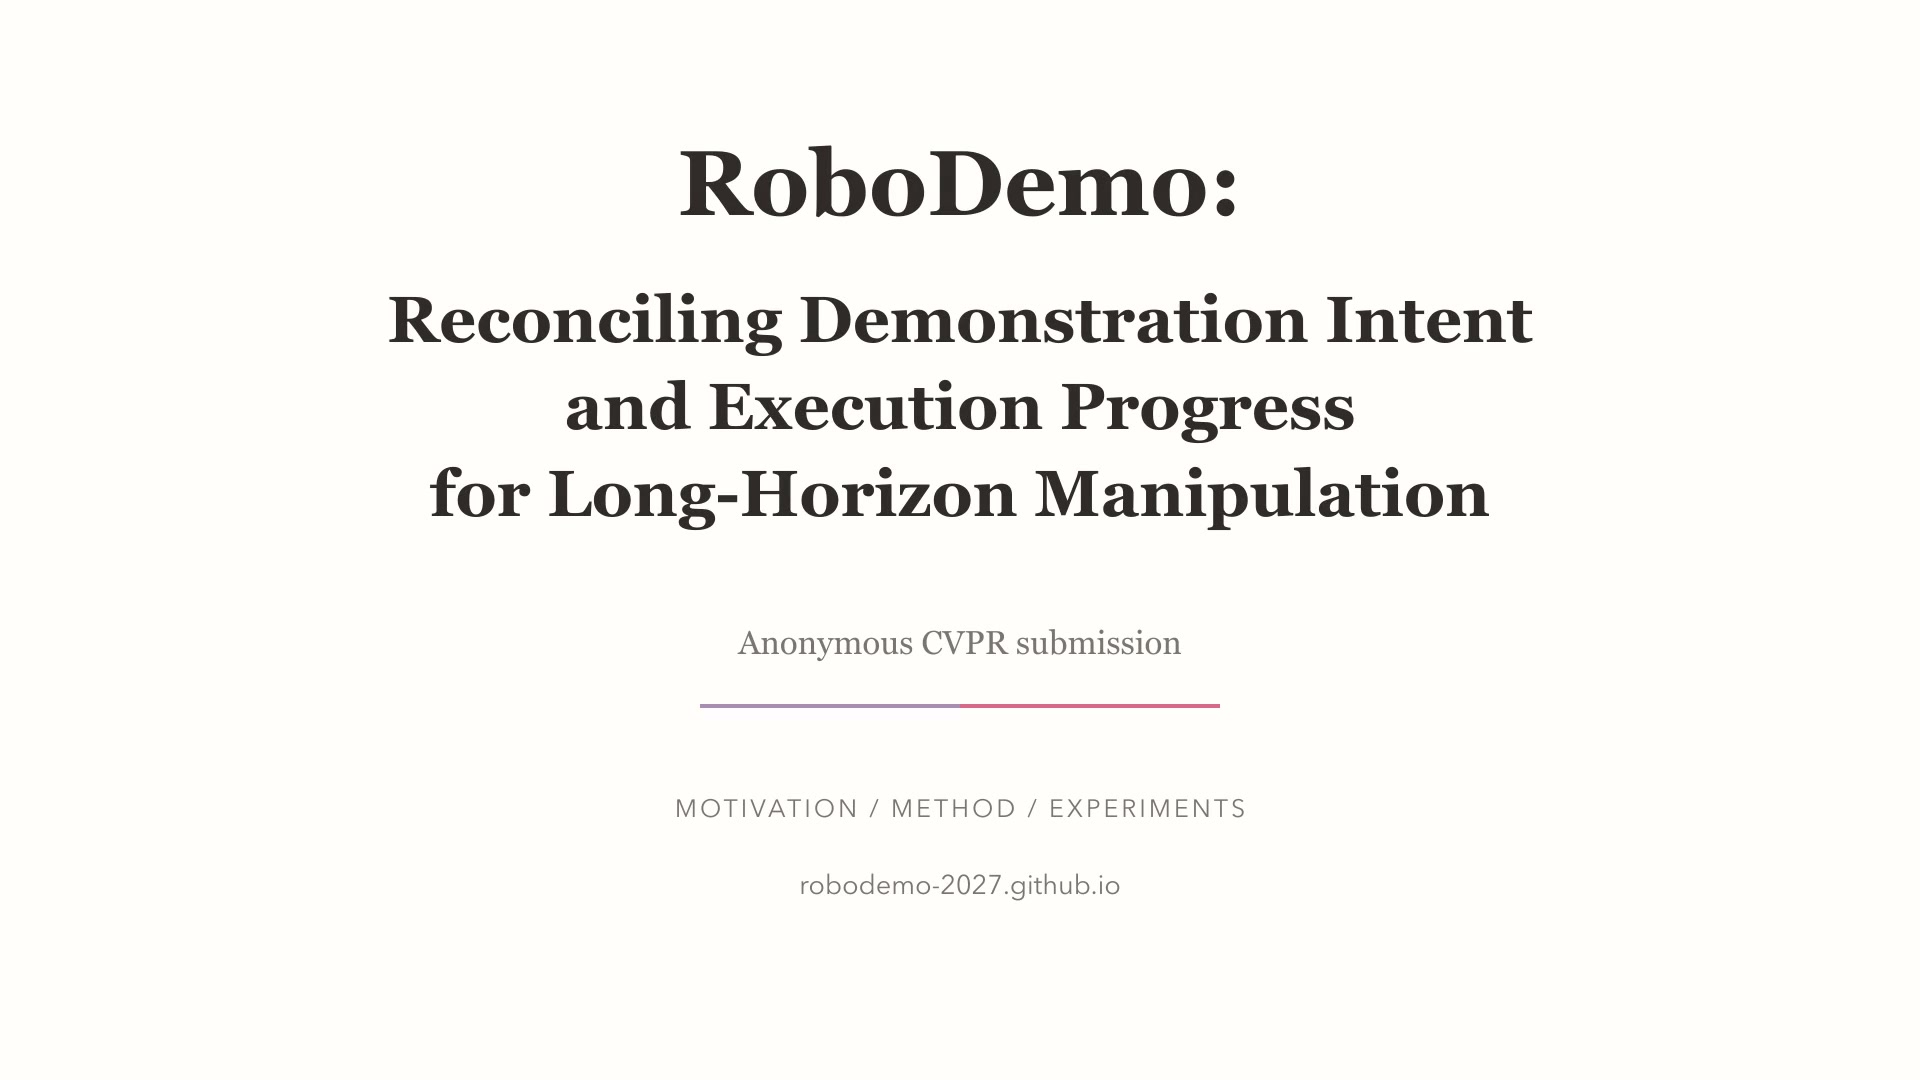 RoboDemo:
Reconciling Demonstration Intent
and Execution Progress
for Long-Horizon Manipulation
Anonymous CVPR submission
MOTIVATION / METHOD / EXPERIMENTS
robodemo-2027.github.io